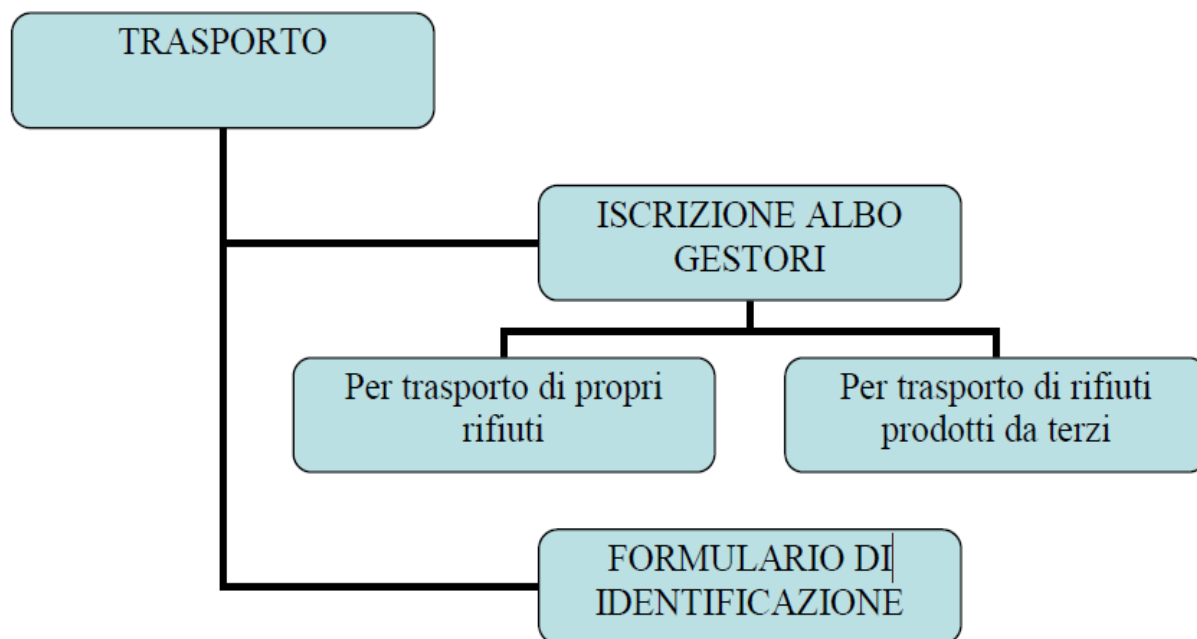 TRASPORTO
ISCRIZIONE ALBO
GESTORI
Per trasporto di propri
rifiuti
Per trasporto di rifiuti
prodotti da terzi
FORMULARIO DI
IDENTIFICAZIONE